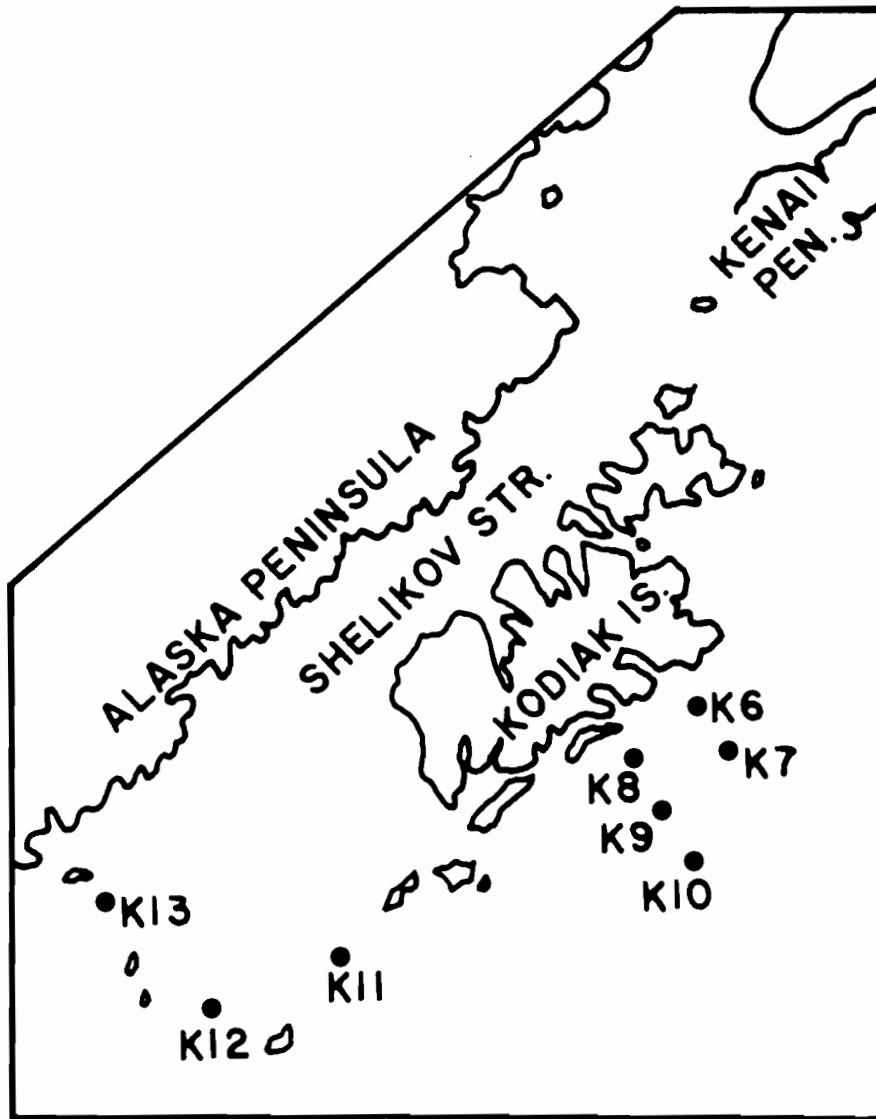 KENAI
PEN.
ALASKA PENINSULA
SHELIKOV STR.
KODIAK IS.
K6
K7
K8
K9
K10
K13
K11
K12